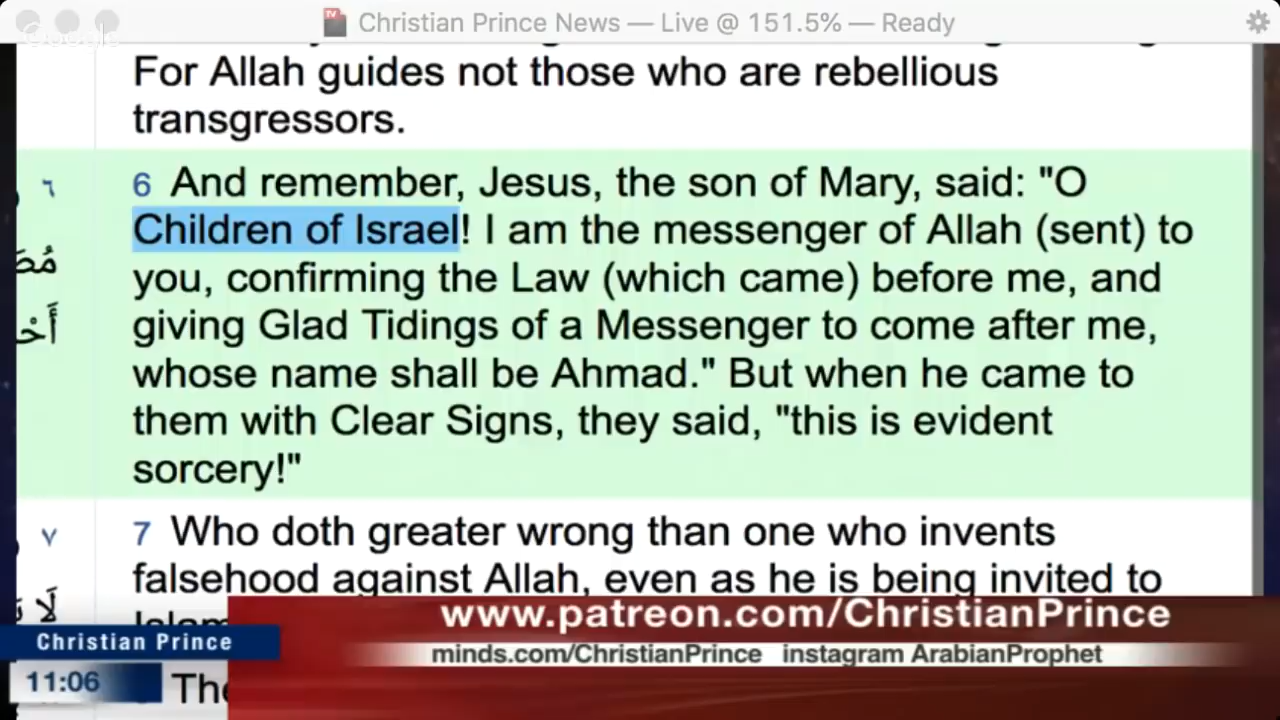 Christian Prince News — Live @ 151.5% — Ready
Google
For Allah guides not those who are rebellious
transgressors.
٦
6 And remember, Jesus, the son of Mary, said: "O
Children of Israel! I am the messenger of Allah (sent) to
you, confirming the Law (which came) before me, and
giving Glad Tidings of a Messenger to come after me,
whose name shall be Ahmad." But when he came to
them with Clear Signs, they said, "this is evident
sorcery!"
٧
7 Who doth greater wrong than one who invents
falsehood against Allah, even as he is being invited to
www.patreon.com/ChristianPrince
Christian Prince
minds.com/ChristianPrince instagram ArabianProphet
11:06